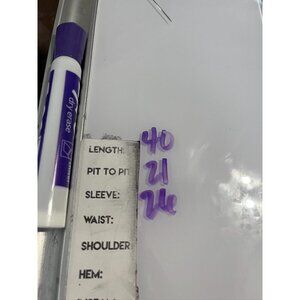 dry erase
LENGTH: 40
PIT TO PIT 21
SLEEVE: 26
WAIST:
SHOULDER
HEM: